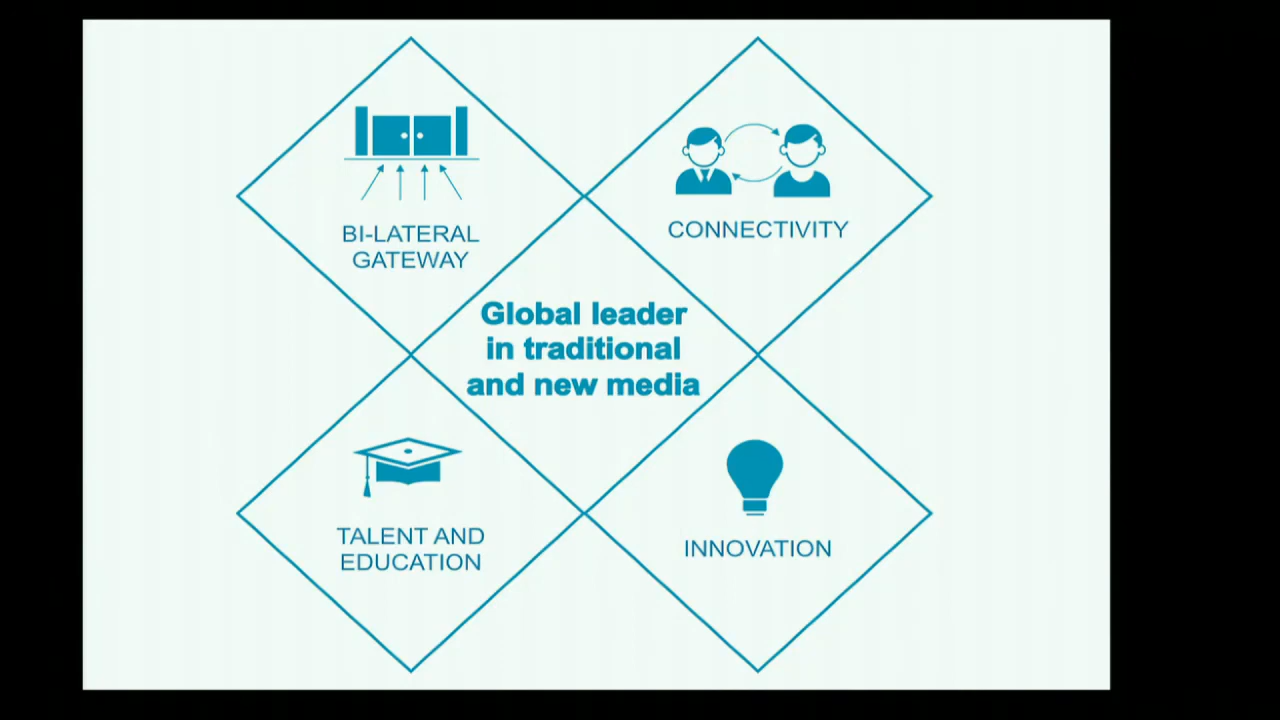 BI-LATERAL
GATEWAY
CONNECTIVITY
Global leader
in traditional
and new media
TALENT AND
EDUCATION
INNOVATION